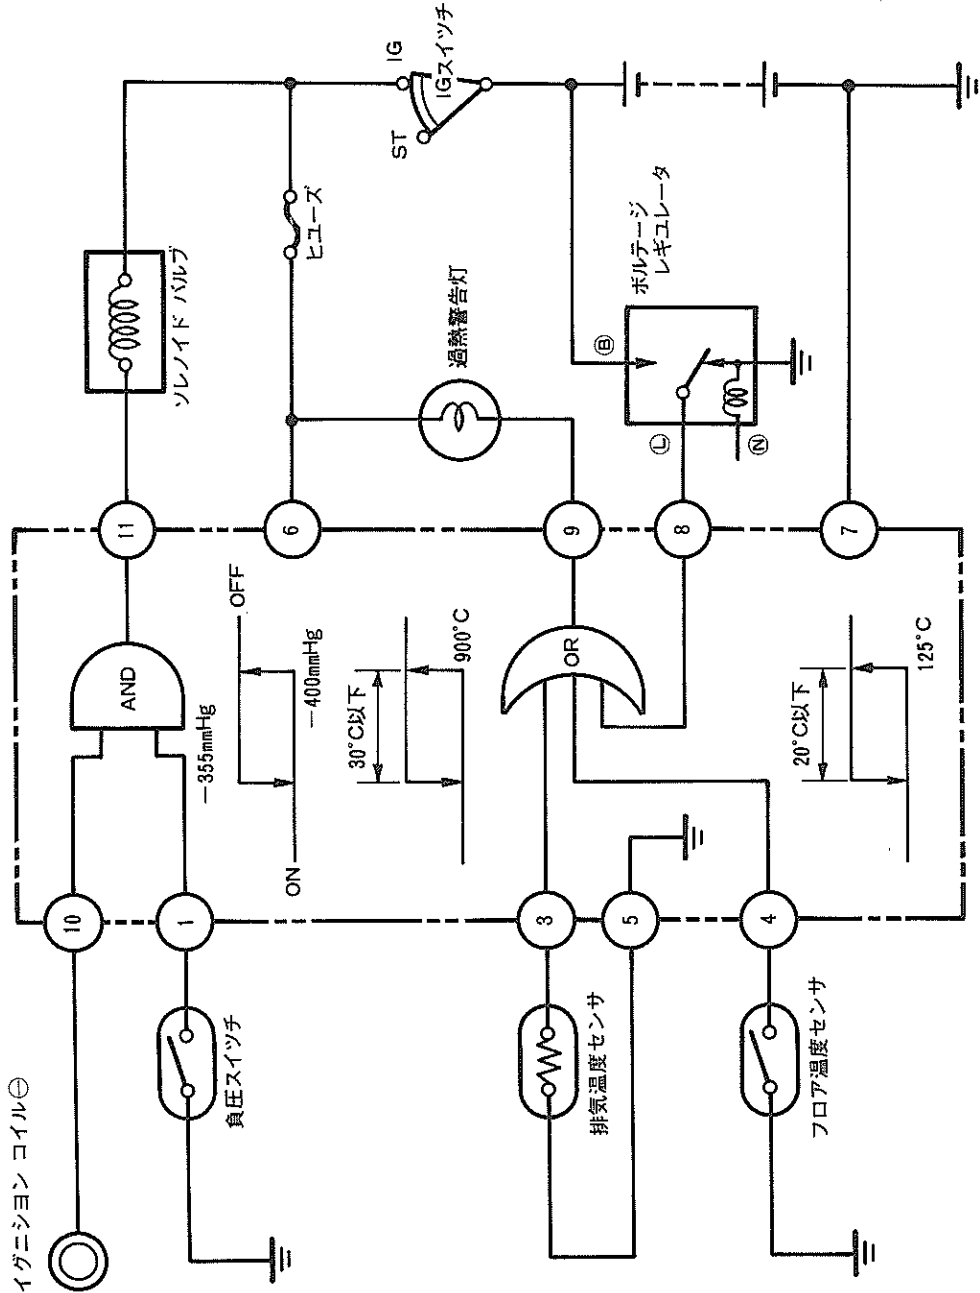 イグニション コイル㊀
負圧スイッチ
排気温度センサ
フロア温度センサ
10
1
3
5
4
AND
−355mmHg
OFF
ON
−400mmHg
30°C以下
900°C
OR
20°C以下
125°C
11
6
9
8
7
ソレノイド バルブ
ヒューズ
過熱警告灯
ボルテージ
レギュレータ
Ⓑ
Ⓛ
Ⓝ
IG
ST
IGスイッチ